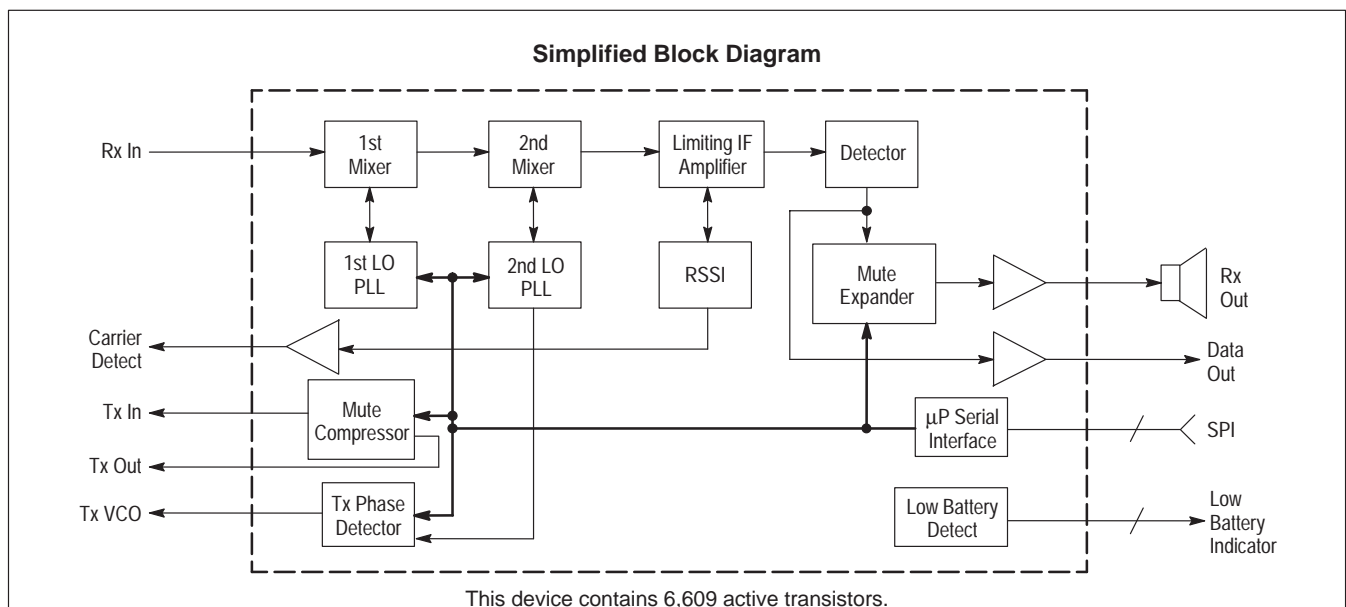 Simplified Block Diagram
Rx In
1st
Mixer
2nd
Mixer
Limiting IF
Amplifier
Detector
1st LO
PLL
2nd LO
PLL
RSSI
Mute
Expander
Rx
Out
Carrier
Detect
Data
Out
Tx In
Mute
Compressor
µP Serial
Interface
SPI
Tx Out
Tx VCO
Tx Phase
Detector
Low Battery
Detect
Low
Battery
Indicator
This device contains 6,609 active transistors.